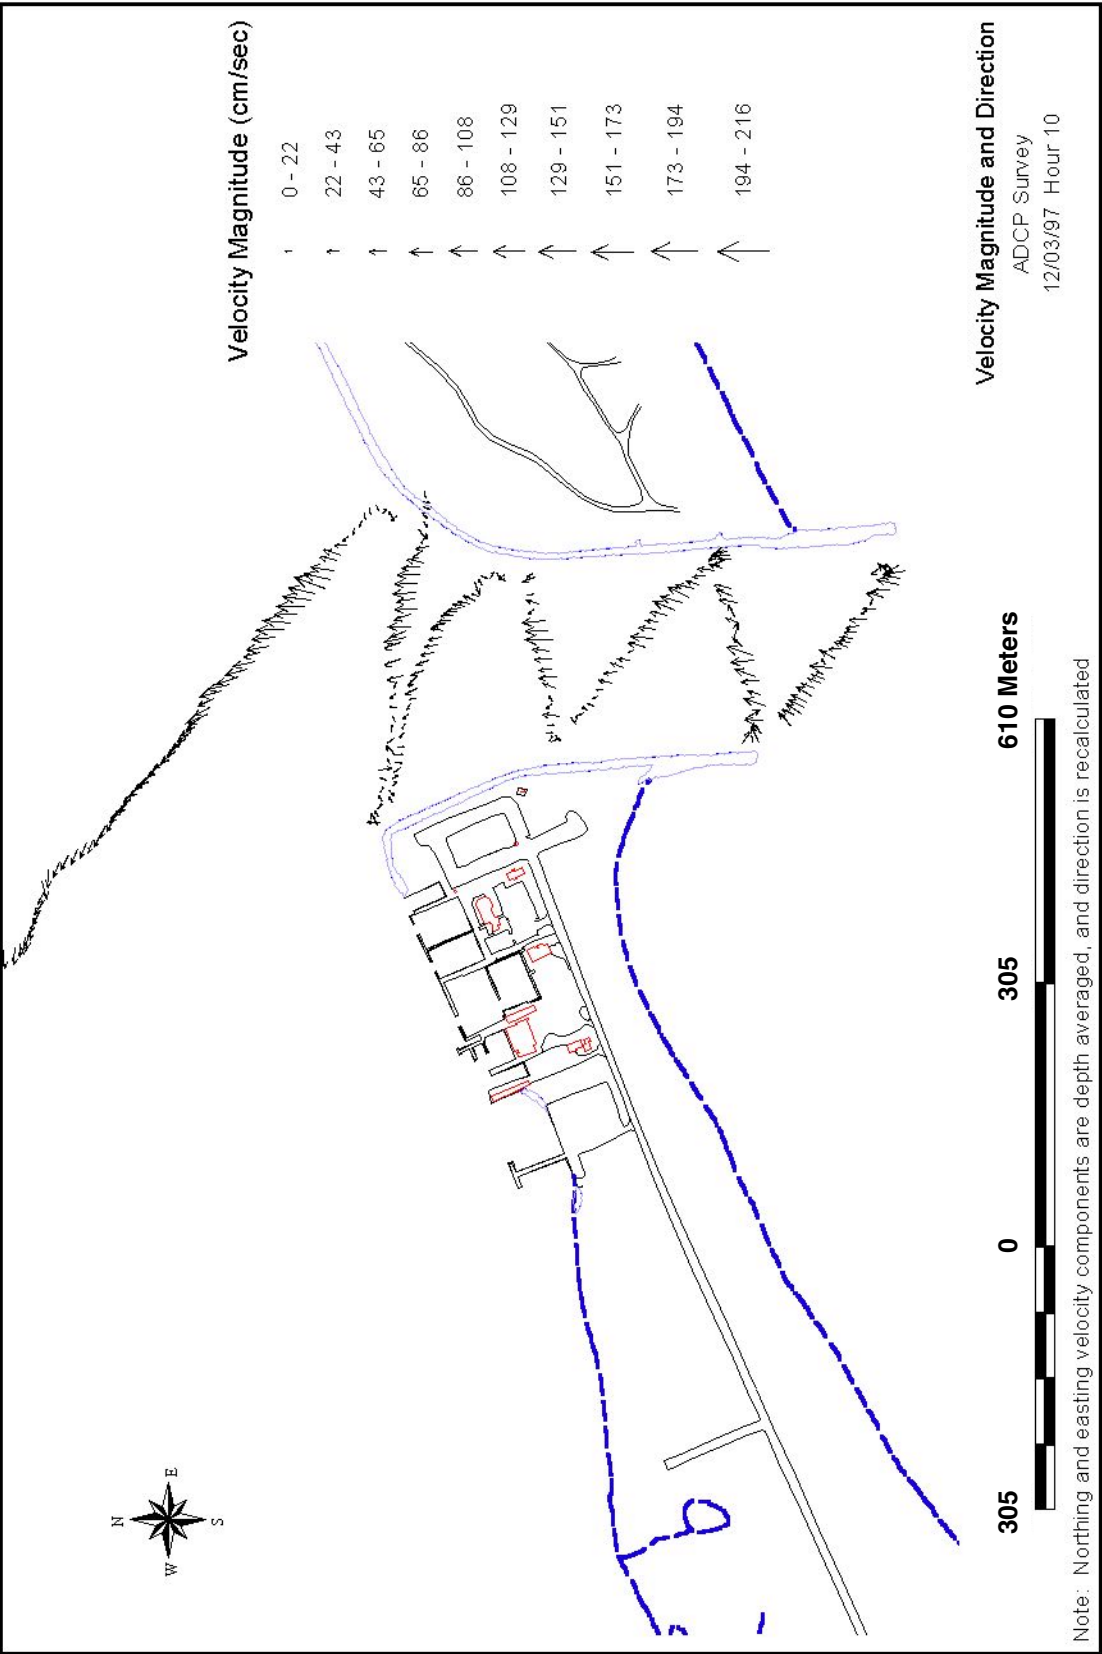 N
W E
S
Velocity Magnitude (cm/sec)
0 - 22
22 - 43
43 - 65
65 - 86
86 - 108
108 - 129
129 - 151
151 - 173
173 - 194
194 - 216
Velocity Magnitude and Direction
ADCP Survey
12/03/97 Hour 10
305 0 305 610 Meters
Note: Northing and easting velocity components are depth averaged, and direction is recalculated